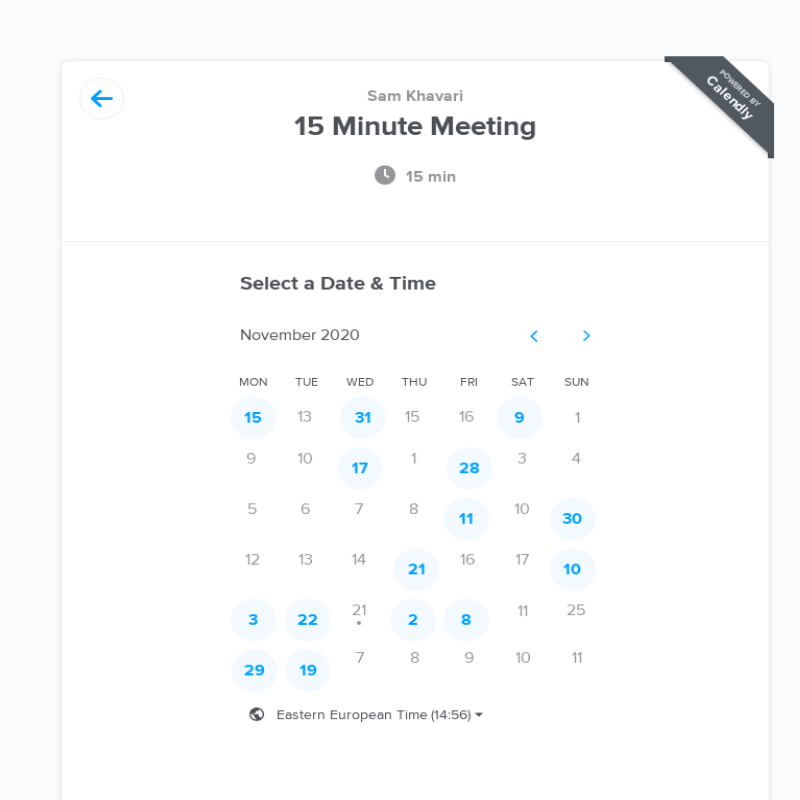 POWERED BY
Calendly
Sam Khavari
15 Minute Meeting
15 min
Select a Date & Time
November 2020
MON TUE WED THU FRI SAT SUN
15 13 31 15 16 9 1
9 10 17 1 28 3 4
5 6 7 8 11 10 30
12 13 14 21 16 17 10
3 22 21 2 8 11 25
29 19 7 8 9 10 11
Eastern European Time (14:56)